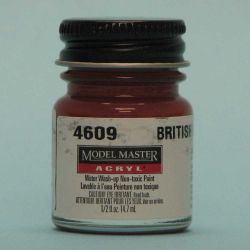 4609 BRITISH
MODEL MASTER
ACRYL
Water Wash-up Non-toxic Paint
Lavable à l'eau Peinture non toxique
CAUTION: EYE IRRITANT.
ATTENTION: IRRITANT POUR LES YEUX.
1/2 fl oz. 14.7 mL